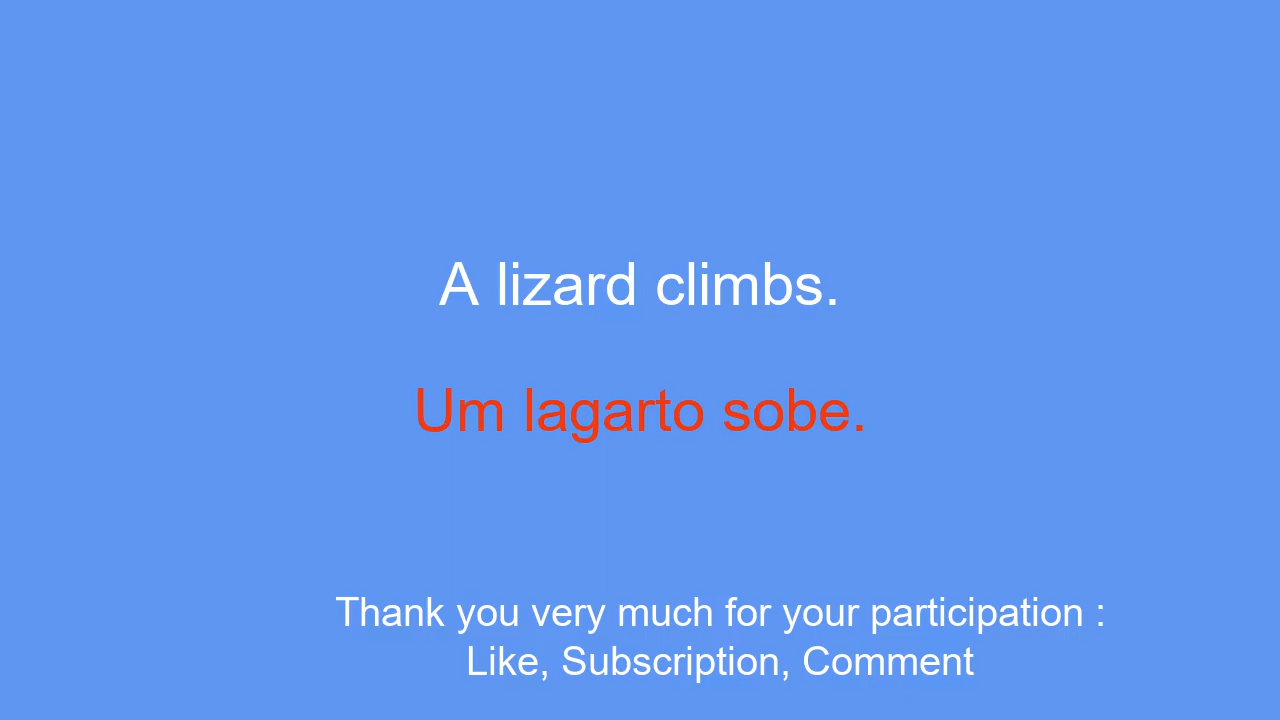 A lizard climbs.
Um lagarto sobe.
Thank you very much for your participation :
Like, Subscription, Comment